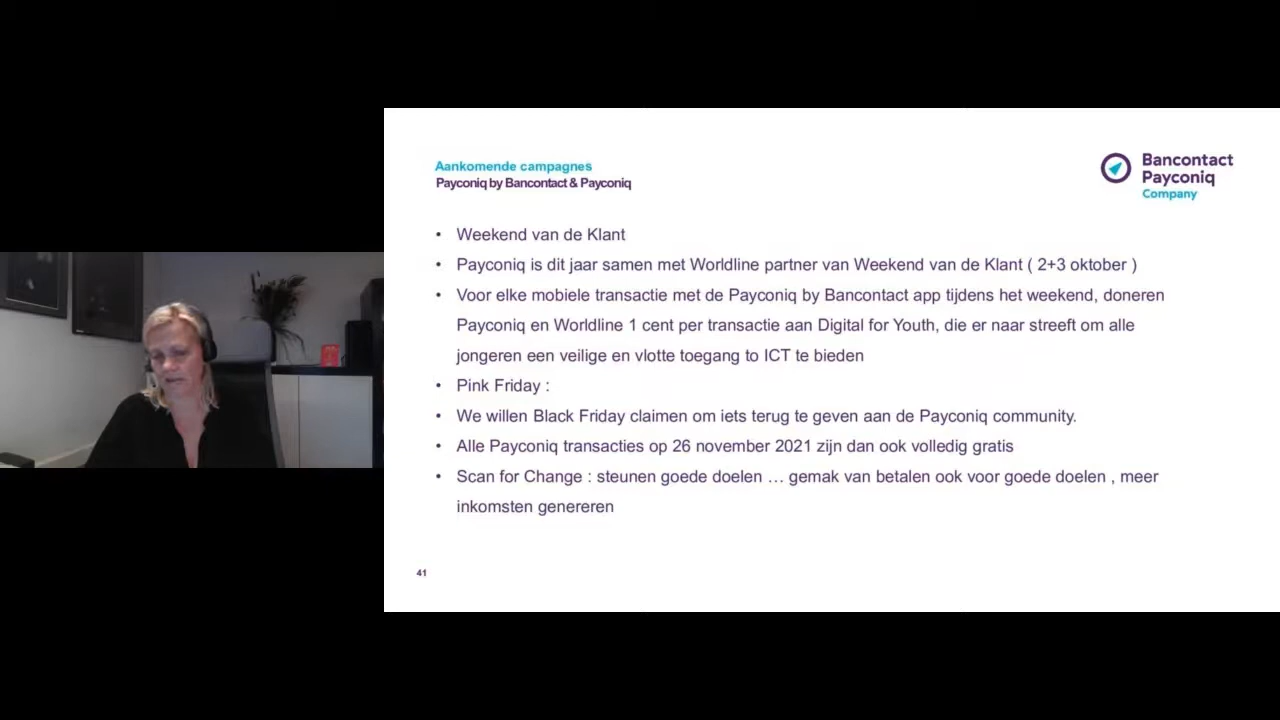 Aankomende campagnes
Payconiq by Bancontact & Payconiq
Bancontact
Payconiq
Company
• Weekend van de Klant
• Payconiq is dit jaar samen met Worldline partner van Weekend van de Klant ( 2+3 oktober )
• Voor elke mobiele transactie met de Payconiq by Bancontact app tijdens het weekend, doneren
Payconiq en Worldline 1 cent per transactie aan Digital for Youth, die er naar streeft om alle
jongeren een veilige en vlotte toegang to ICT te bieden
• Pink Friday :
• We willen Black Friday claimen om iets terug te geven aan de Payconiq community.
• Alle Payconiq transacties op 26 november 2021 zijn dan ook volledig gratis
• Scan for Change : steunen goede doelen … gemak van betalen ook voor goede doelen , meer
inkomsten genereren
41